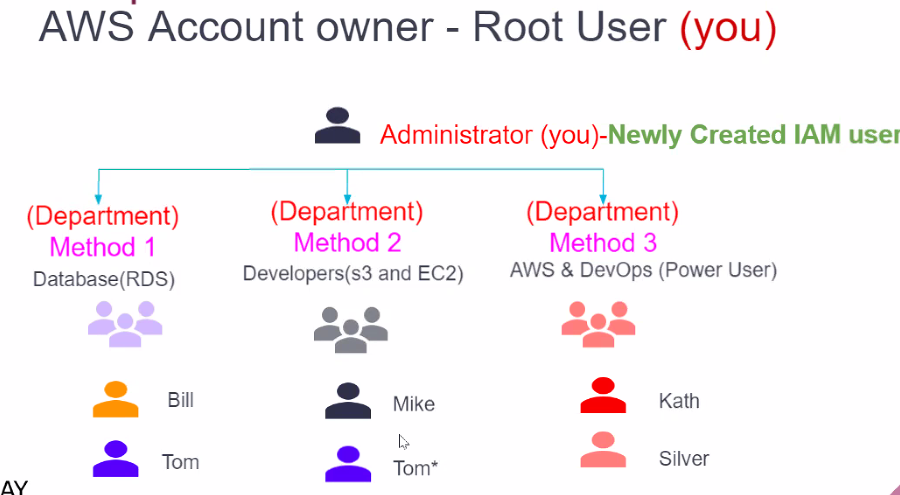 AWS Account owner - Root User (you)
Administrator (you)-Newly Created IAM user
(Department)
Method 1
Database(RDS)
Bill
Tom
(Department)
Method 2
Developers(s3 and EC2)
Mike
Tom*
(Department)
Method 3
AWS & DevOps (Power User)
Kath
Silver
AY